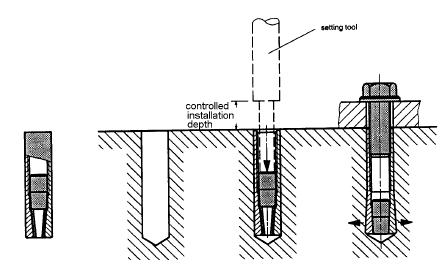 setting tool
controlled
installation
depth